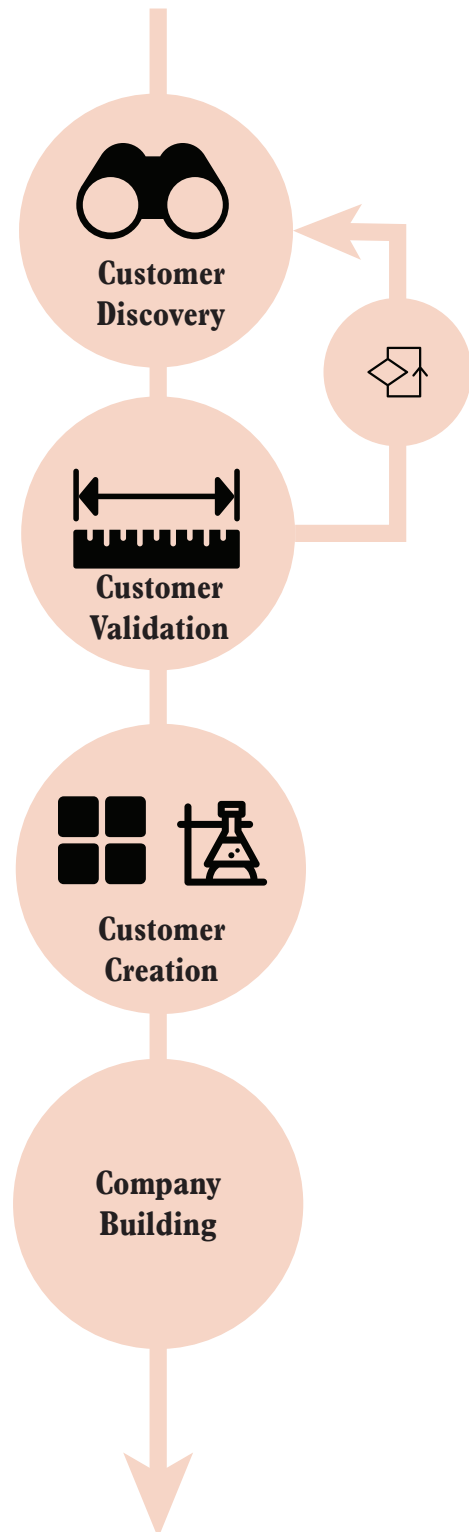 Customer
Discovery
Customer
Validation
Customer
Creation
Company
Building